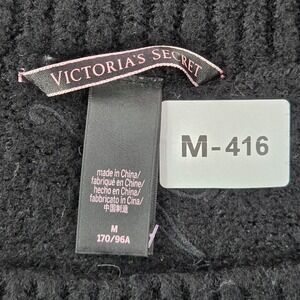 VICTORIA'S SECRET
M-416
made in China/
fabriqué en Chine/
hecho en China/
fabbricato in Cina/
中国制造
M
170/96A